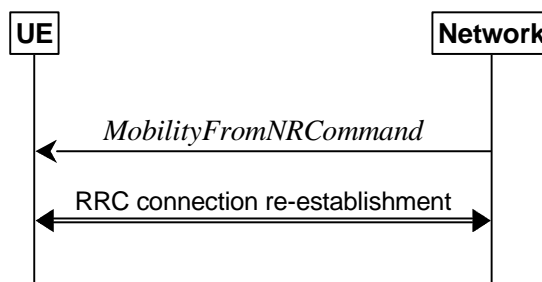 UE
Network
MobilityFromNRCommand
RRC connection re-establishment